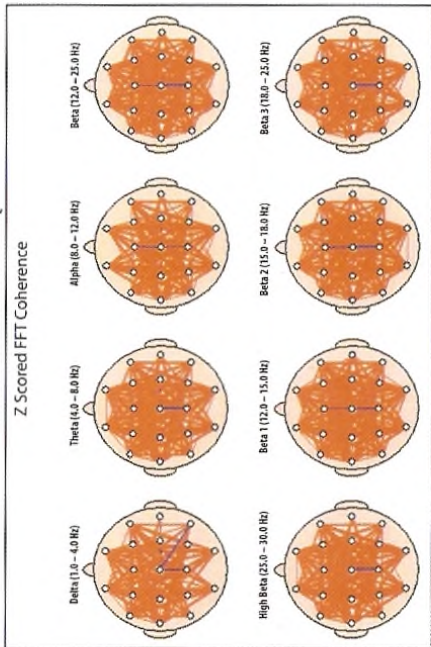 Z Scored FFT Coherence
Delta (1.0 – 4.0 Hz)
Theta (4.0 – 8.0 Hz)
Alpha (8.0 – 12.0 Hz)
Beta (12.0 – 25.0 Hz)
High Beta (25.0 – 30.0 Hz)
Beta 1 (12.0 – 15.0 Hz)
Beta 2 (15.0 – 18.0 Hz)
Beta 3 (18.0 – 25.0 Hz)